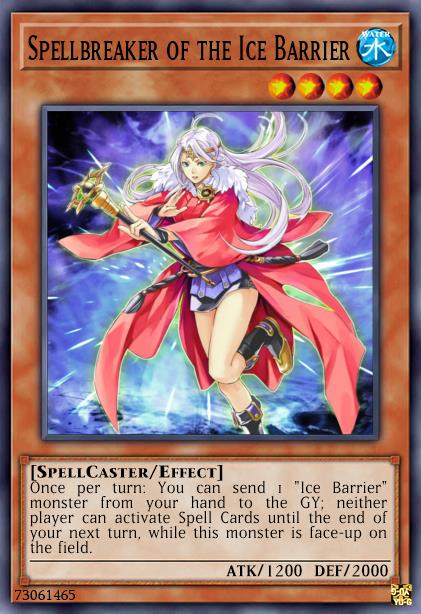 SPELLBREAKER OF THE ICE BARRIER
WATER
水
[SPELLCASTER/EFFECT]
Once per turn: You can send 1 "Ice Barrier"
monster from your hand to the GY; neither
player can activate Spell Cards until the end of
your next turn, while this monster is face-up on
the field.
ATK/1200 DEF/2000
73061465